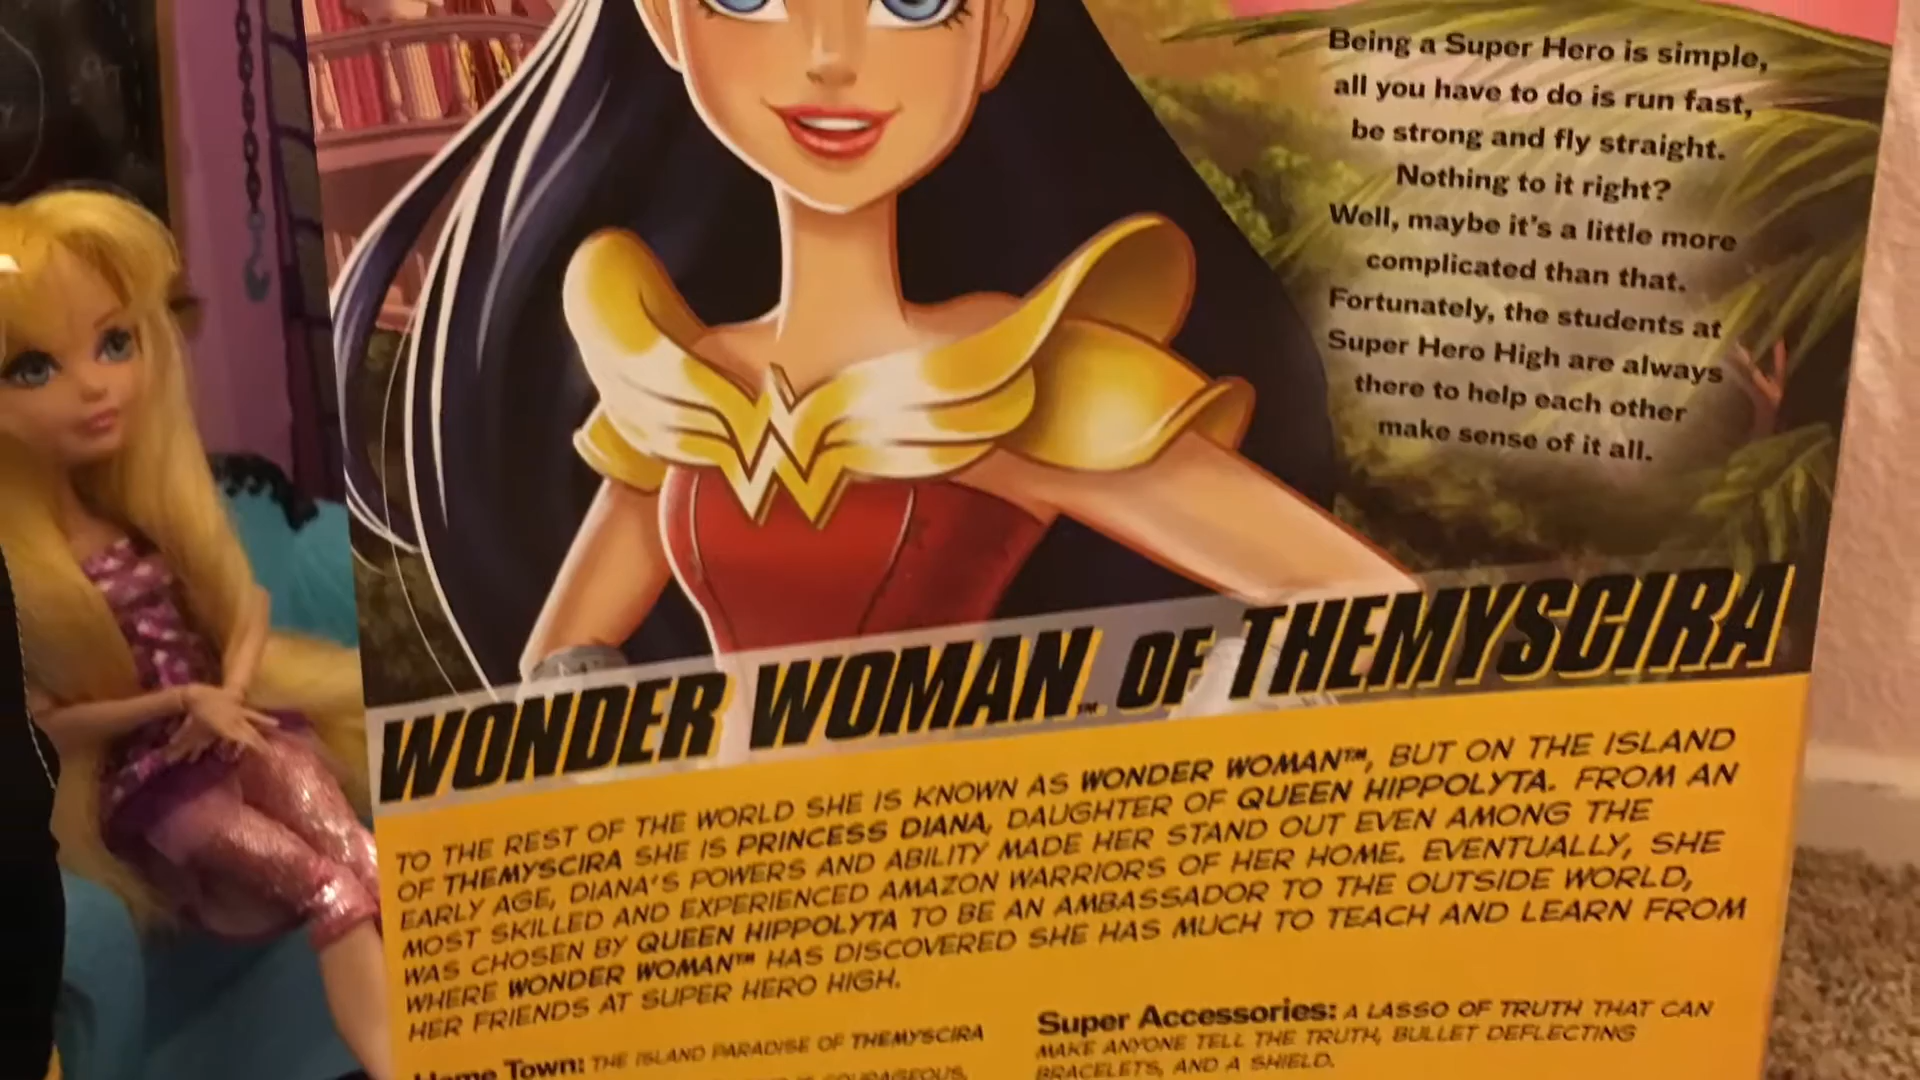 Being a Super Hero is simple,
all you have to do is run fast,
be strong and fly straight.
Nothing to it right?
Well, maybe it's a little more
complicated than that.
Fortunately, the students at
Super Hero High are always
there to help each other
make sense of it all.
WONDER WOMAN™ OF THEMYSCIRA
TO THE REST OF THE WORLD SHE IS KNOWN AS WONDER WOMAN™, BUT ON THE ISLAND
OF THEMYSCIRA SHE IS PRINCESS DIANA, DAUGHTER OF QUEEN HIPPOLYTA. FROM AN
EARLY AGE, DIANA'S POWERS AND ABILITY MADE HER STAND OUT EVEN AMONG THE
MOST SKILLED AND EXPERIENCED AMAZON WARRIORS OF HER HOME. EVENTUALLY, SHE
WAS CHOSEN BY QUEEN HIPPOLYTA TO BE AN AMBASSADOR TO THE OUTSIDE WORLD,
WHERE WONDER WOMAN™ HAS DISCOVERED SHE HAS MUCH TO TEACH AND LEARN FROM
HER FRIENDS AT SUPER HERO HIGH.
Home Town: THE ISLAND PARADISE OF THEMYSCIRA
COURAGEOUS,
Super Accessories: A LASSO OF TRUTH THAT CAN
MAKE ANYONE TELL THE TRUTH, BULLET DEFLECTING
BRACELETS, AND A SHIELD.